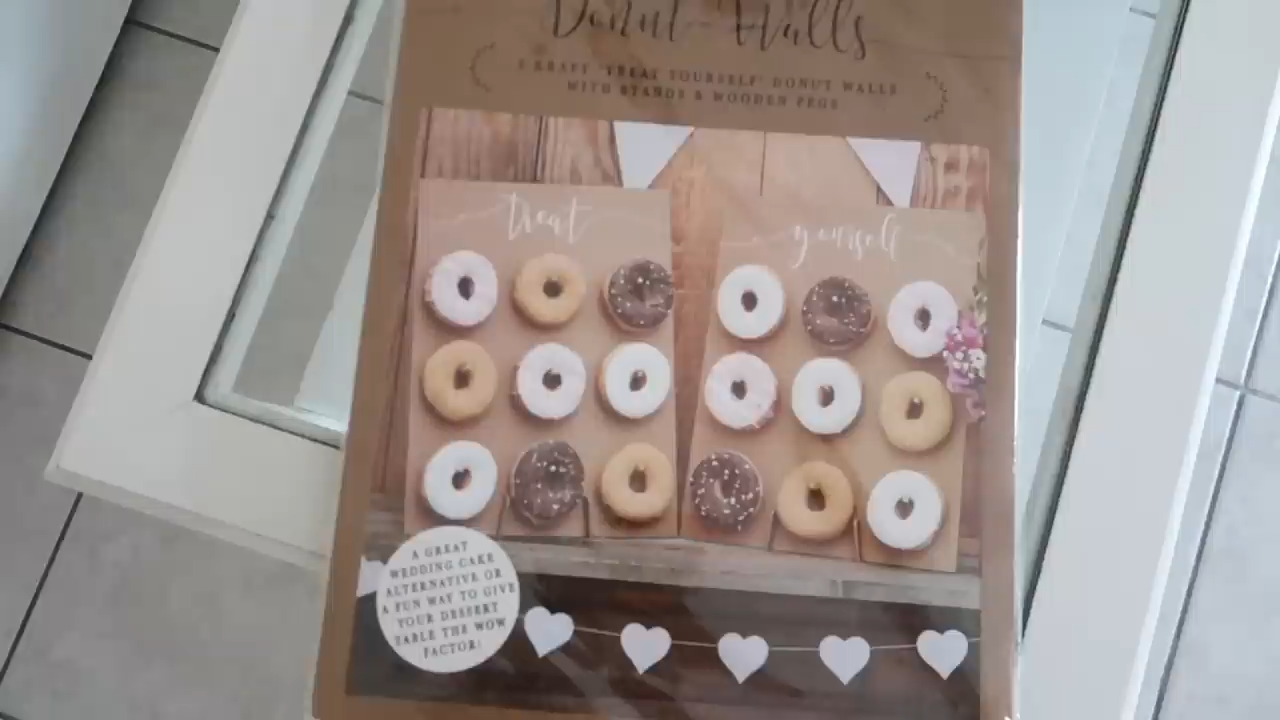 Donut Walls
2 KRAFT 'TREAT YOURSELF' DONUT WALLS
WITH STANDS & WOODEN PEGS
treat
yourself
A GREAT
WEDDING CAKE
ALTERNATIVE OR
A FUN WAY TO GIVE
YOUR DESSERT
TABLE THE WOW
FACTOR!